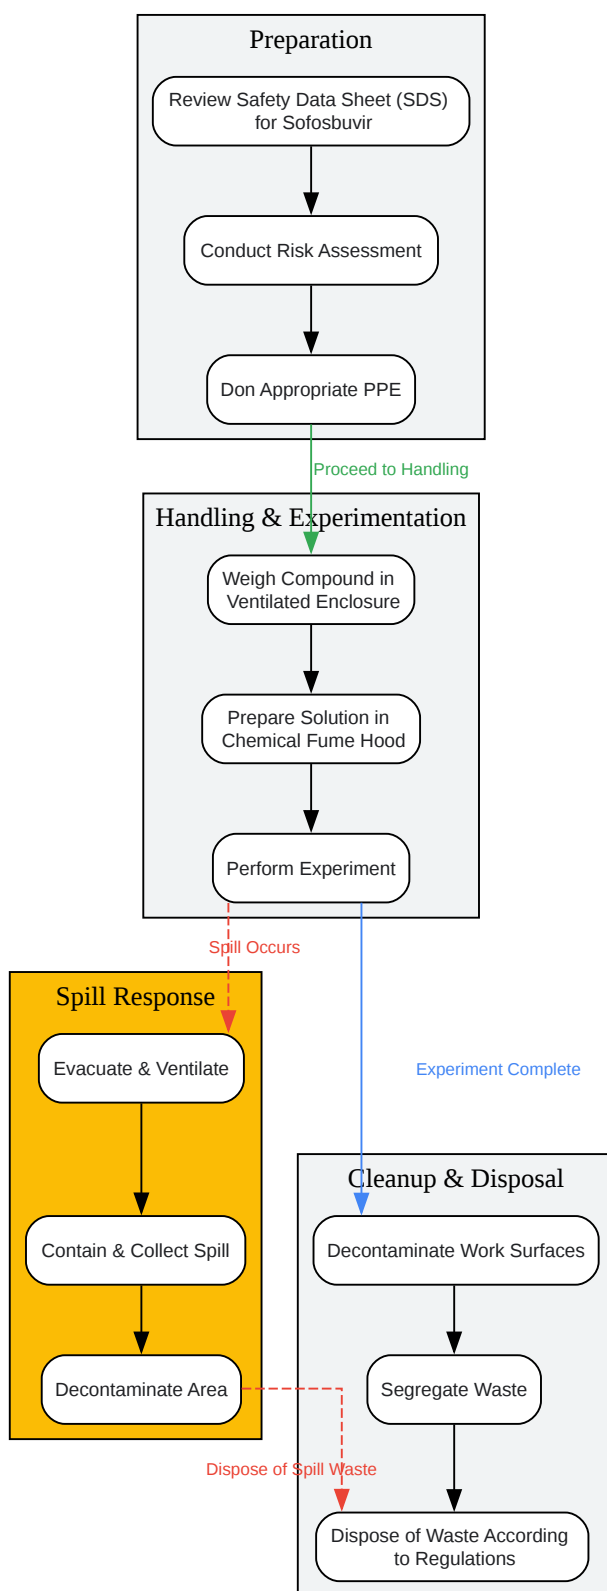 Preparation
Review Safety Data Sheet (SDS)
for Sofosbuvir
Conduct Risk Assessment
Don Appropriate PPE
Proceed to Handling
Handling & Experimentation
Weigh Compound in
Ventilated Enclosure
Prepare Solution in
Chemical Fume Hood
Perform Experiment
Spill Occurs
Spill Response
Evacuate & Ventilate
Contain & Collect Spill
Decontaminate Area
Dispose of Spill Waste
Experiment Complete
Cleanup & Disposal
Decontaminate Work Surfaces
Segregate Waste
Dispose of Waste According
to Regulations